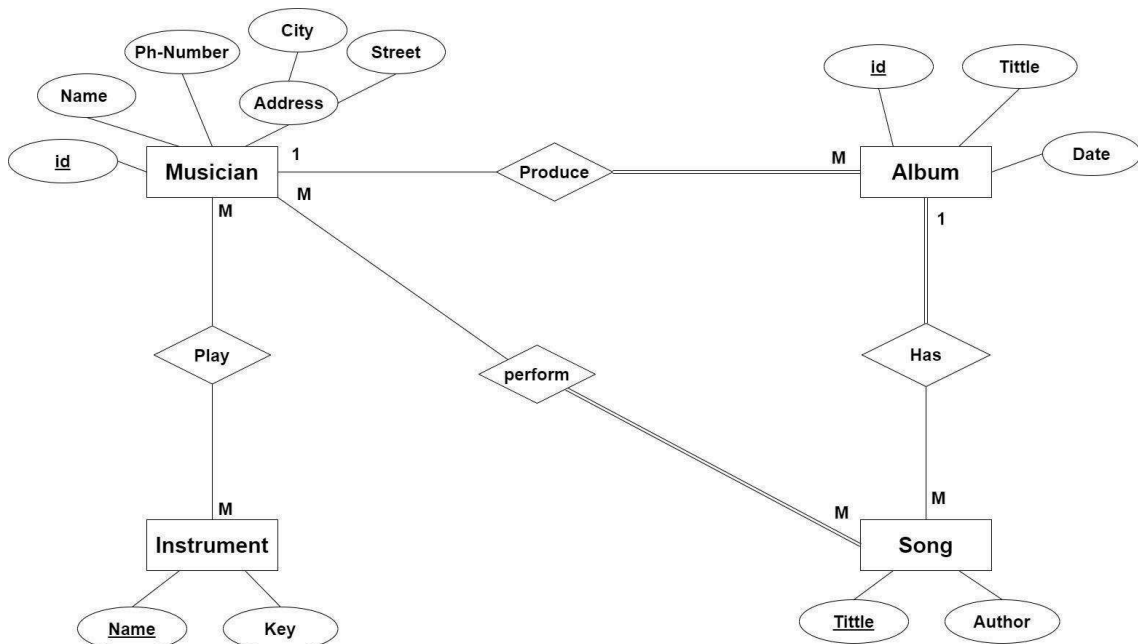 City
Ph-Number
Street
id
Tittle
Name
Address
id
Date
Musician
1
Produce
M
Album
M
M
1
Play
perform
Has
M
M
M
Instrument
Song
Name
Key
Tittle
Author